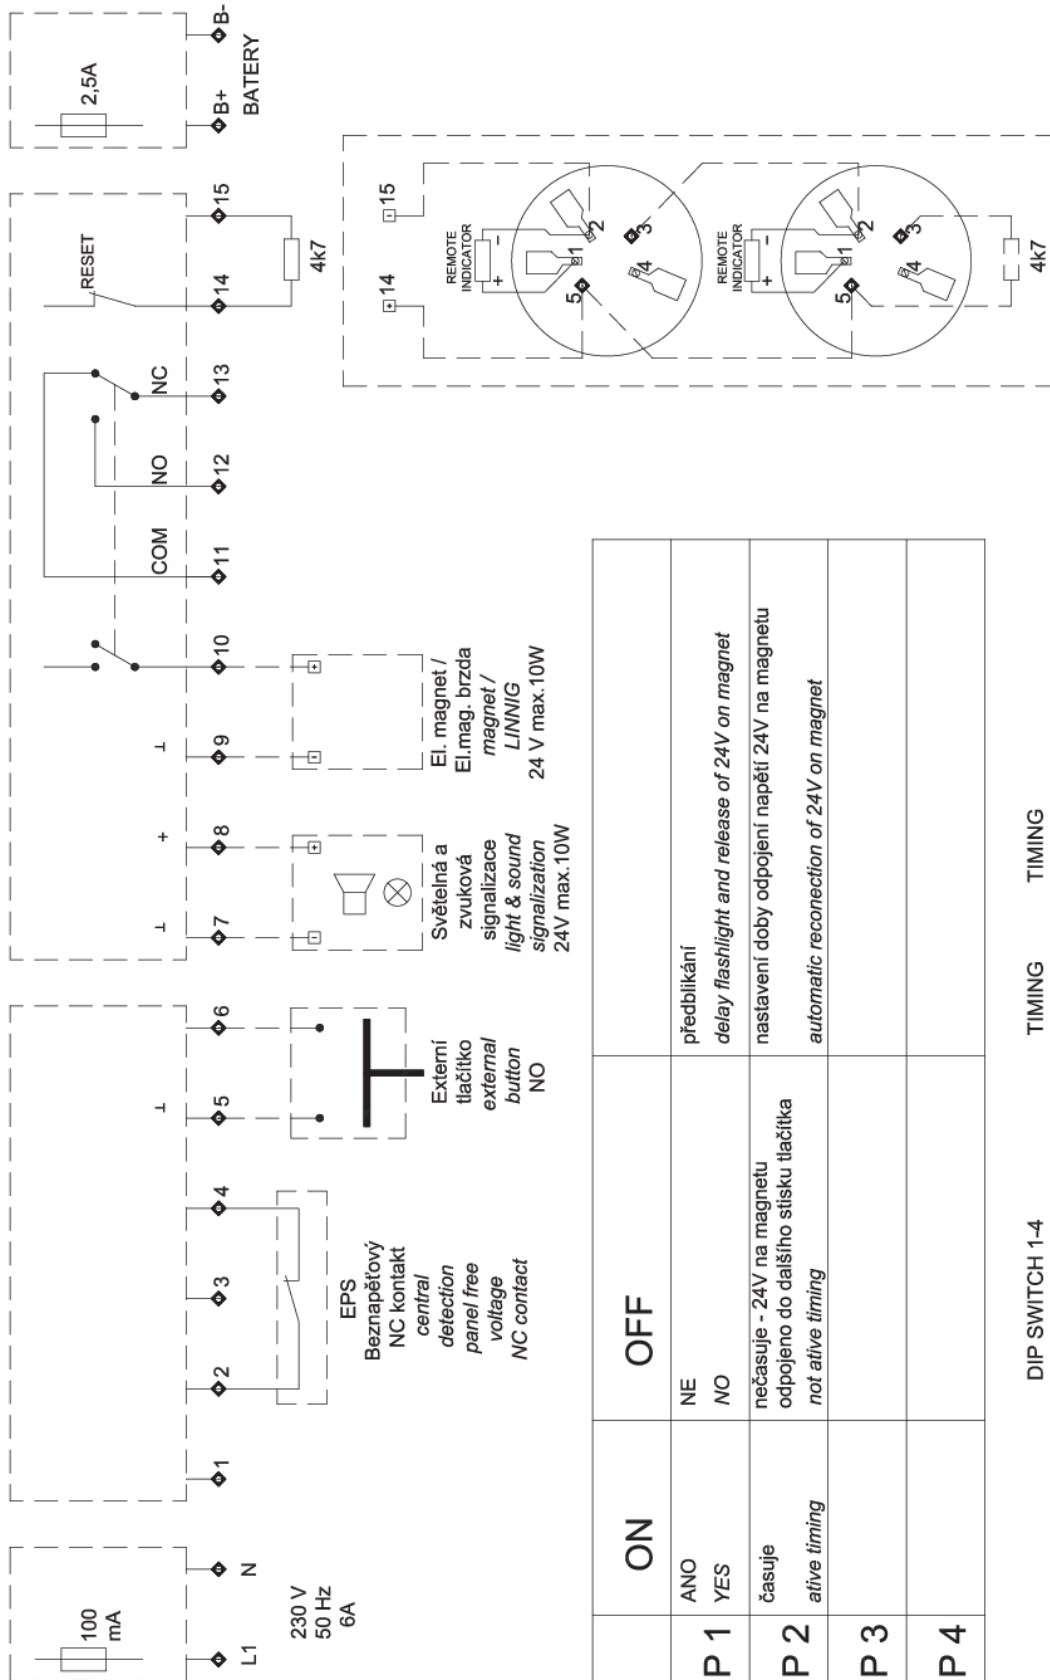 100
mA
L1
N
230 V
50 Hz
6A
1
2
3
4
EPS
Beznapěťový
NC kontakt
central
detection
panel free
voltage
NC contact
⊥
5
6
Externí
tlačítko
external
button
NO
⊥
+
⊥
7
8
9
10
-
+
Světelná a
zvuková
signalizace
light & sound
signalization
24V max.10W
-
+
El. magnet /
El.mag. brzda
magnet /
LINNIG
24 V max.10W
COM
NO
NC
11
12
13
RESET
14
15
4k7
2,5A
B+
B-
BATERY
+ 14
- 15
REMOTE
INDICATOR
+
-
1
2
3
4
5
REMOTE
INDICATOR
+
-
1
2
3
4
5
4k7
ON
OFF
P 1
ANO
YES
NE
NO
předblikání
delay flashlight and release of 24V on magnet
P 2
časuje
ative timing
nečasuje - 24V na magnetu
odpojeno do dalšího stisku tlačítka
not ative timing
nastavení doby odpojení napětí 24V na magnetu
automatic reconection of 24V on magnet
P 3
P 4
DIP SWITCH 1-4
TIMING
TIMING